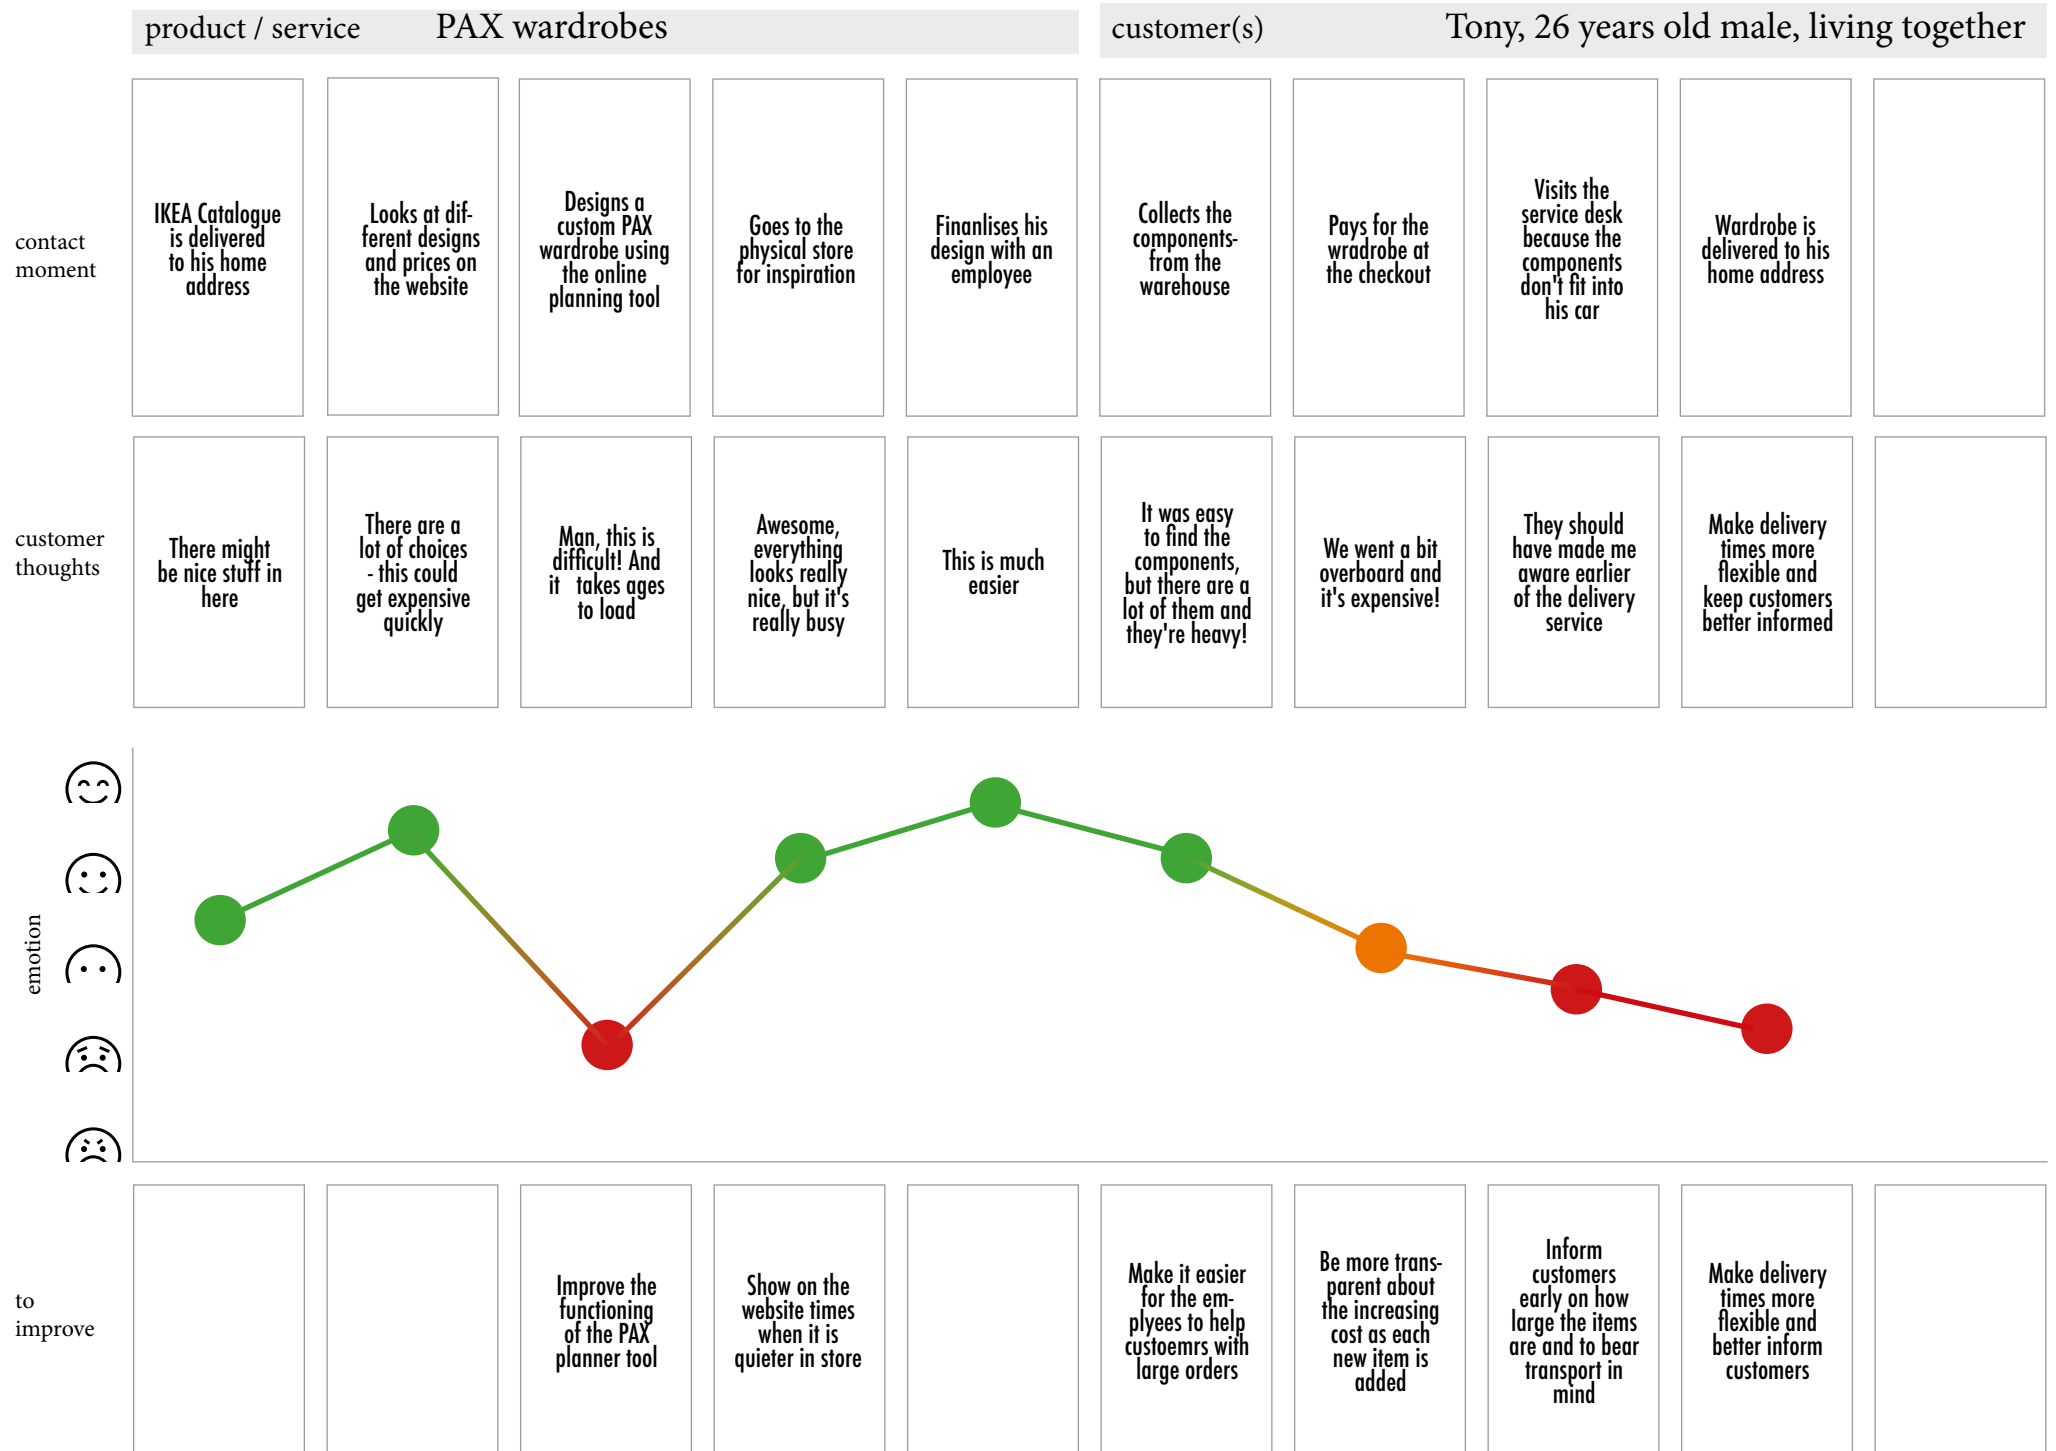 product / service
PAX wardrobes
customer(s)
Tony, 26 years old male, living together
contact
moment
IKEA Catalogue
is delivered
to his home
address
Looks at dif-
ferent designs
and prices on
the website
Designs a
custom PAX
wardrobe using
the online
planning tool
Goes to the
physical store
for inspiration
Finanlises his
design with an
employee
Collects the
components-
from the
warehouse
Pays for the
wradrobe at
the checkout
Visits the
service desk
because the
components
don't fit into
his car
Wardrobe is
delivered to his
home address
customer
thoughts
There might
be nice stuff in
here
There are a
lot of choices
- this could
get expensive
quickly
Man, this is
difficult! And
it takes ages
to load
Awesome,
everything
looks really
nice, but it's
really busy
This is much
easier
It was easy
to find the
components,
but there are a
lot of them and
they're heavy!
We went a bit
overboard and
it's expensive!
They should
have made me
aware earlier
of the delivery
service
Make delivery
times more
flexible and
keep customers
better informed
emotion
to
improve
Improve the
functioning
of the PAX
planner tool
Show on the
website times
when it is
quieter in store
Make it easier
for the em-
plyees to help
custoemrs with
large orders
Be more trans-
parent about
the increasing
cost as each
new item is
added
Inform
customers
early on how
large the items
are and to bear
transport in
mind
Make delivery
times more
flexible and
better inform
customers